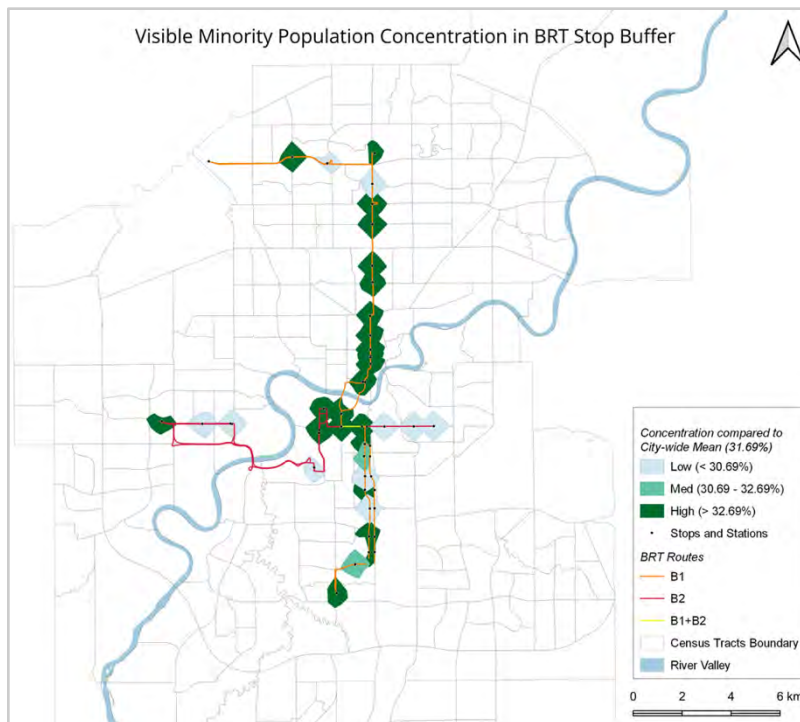 Visible Minority Population Concentration in BRT Stop Buffer
Concentration compared to
City-wide Mean (31.69%)
Low (< 30.69%)
Med (30.69 - 32.69%)
High (> 32.69%)
Stops and Stations
BRT Routes
B1
B2
B1+B2
Census Tracts Boundary
River Valley
0 2 4 6 km